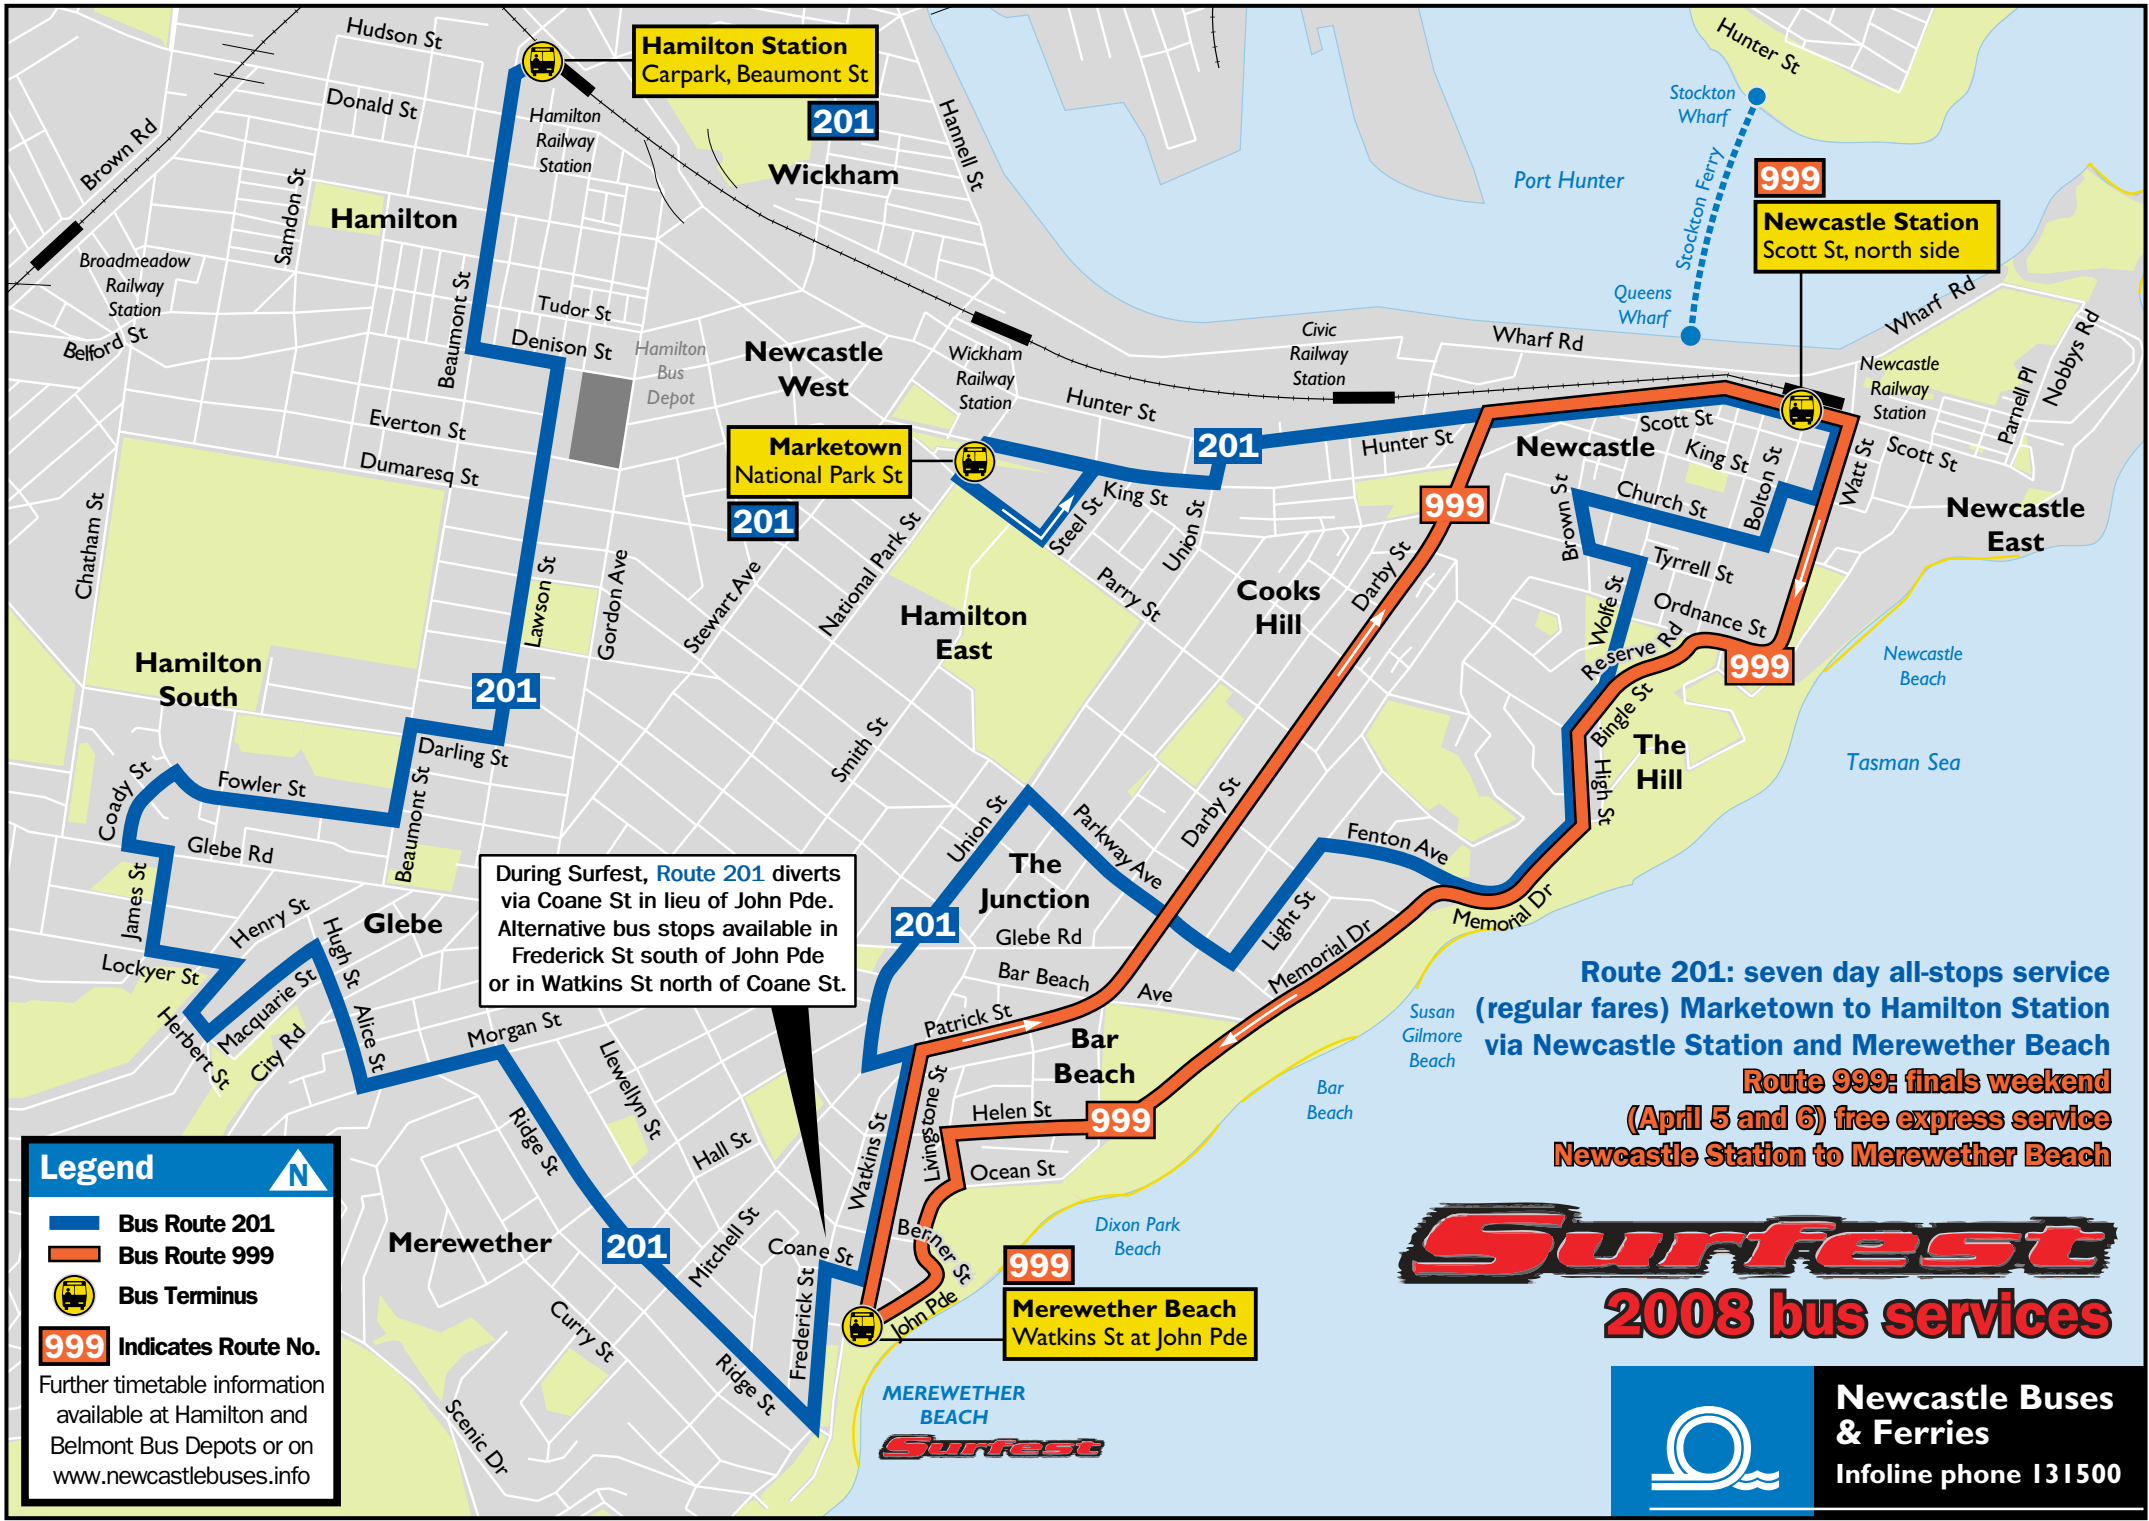 Hudson St
Hamilton Station
Carpark, Beaumont St
201
Hunter St
Stockton
Wharf
Donald St
Hamilton
Railway
Station
Hannell St
Brown Rd
Wickham
Port Hunter
Stockton Ferry
999
Newcastle Station
Scott St, north side
Samdon St
Hamilton
Broadmeadow
Railway
Station
Belford St
Beaumont St
Tudor St
Denison St
Hamilton
Bus
Depot
Newcastle
West
Wickham
Railway
Station
Civic
Railway
Station
Queens
Wharf
Wharf Rd
Wharf Rd
Nobbys Rd
Parnell Pl
Newcastle
Railway
Station
Hunter St
Everton St
Dumaresq St
Marketown
National Park St
201
201
Hunter St
Newcastle
Scott St
King St
Bolton St
Watt St
Scott St
Newcastle
East
King St
Steel St
Union St
999
Church St
Brown St
Tyrrell St
Chatham St
Lawson St
Gordon Ave
Stewart Ave
National Park St
Parry St
Hamilton
East
Cooks
Hill
Darby St
Wolfe St
Ordnance St
Reserve Rd
999
Newcastle
Beach
Hamilton
South
201
Darling St
Smith St
Bingle St
The
Hill
High St
Tasman Sea
Coady St
Fowler St
Beaumont St
Glebe Rd
James St
Union St
Parkway Ave
Darby St
Fenton Ave
The
Junction
During Surfest, Route 201 diverts
via Coane St in lieu of John Pde.
Alternative bus stops available in
Frederick St south of John Pde
or in Watkins St north of Coane St.
201
Light St
Memorial Dr
Memorial Dr
Glebe Rd
Bar Beach
Ave
Henry St
Hugh St
Glebe
Lockyer St
Macquarie St
Herbert St
City Rd
Alice St
Morgan St
Llewellyn St
Patrick St
Bar
Beach
Susan
Gilmore
Beach
Bar
Beach
Route 201: seven day all-stops service
(regular fares) Marketown to Hamilton Station
via Newcastle Station and Merewether Beach
Route 999: finals weekend
(April 5 and 6) free express service
Newcastle Station to Merewether Beach
Livingstone St
Helen St
999
Ocean St
Ridge St
Hall St
Watkins St
Legend
N
Bus Route 201
Bus Route 999
Bus Terminus
999 Indicates Route No.
Further timetable information
available at Hamilton and
Belmont Bus Depots or on
www.newcastlebuses.info
Merewether
201
Mitchell St
Coane St
Berner St
Dixon Park
Beach
Frederick St
John Pde
999
Merewether Beach
Watkins St at John Pde
Curry St
Ridge St
Scenic Dr
MEREWETHER
BEACH
Surfest
Surfest
2008 bus services
Newcastle Buses
& Ferries
Infoline phone 131500